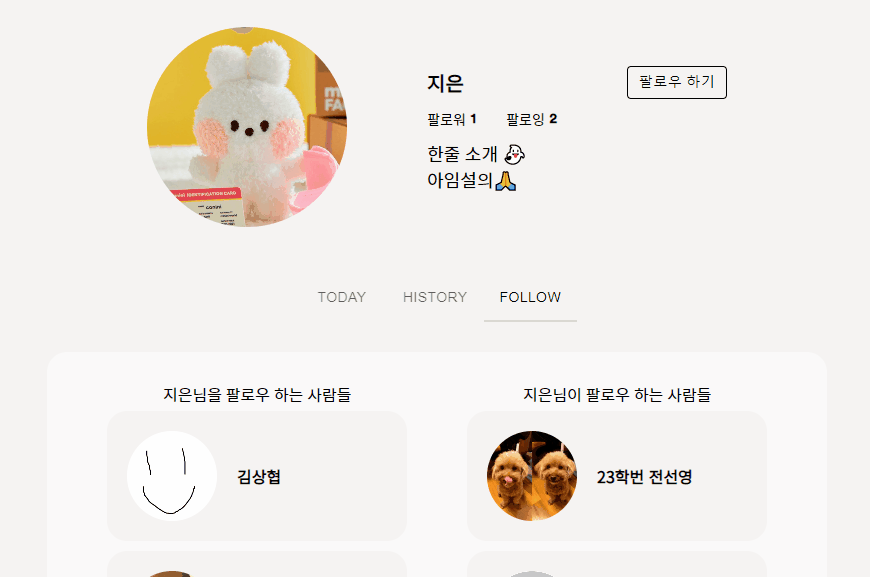 지은
팔로우 하기
팔로워 1 팔로잉 2
한줄 소개
아임설의🙏
TODAY HISTORY FOLLOW
지은님을 팔로우 하는 사람들
지은님이 팔로우 하는 사람들
김상협
23학번 전선영
IDENTIFICATION CARD